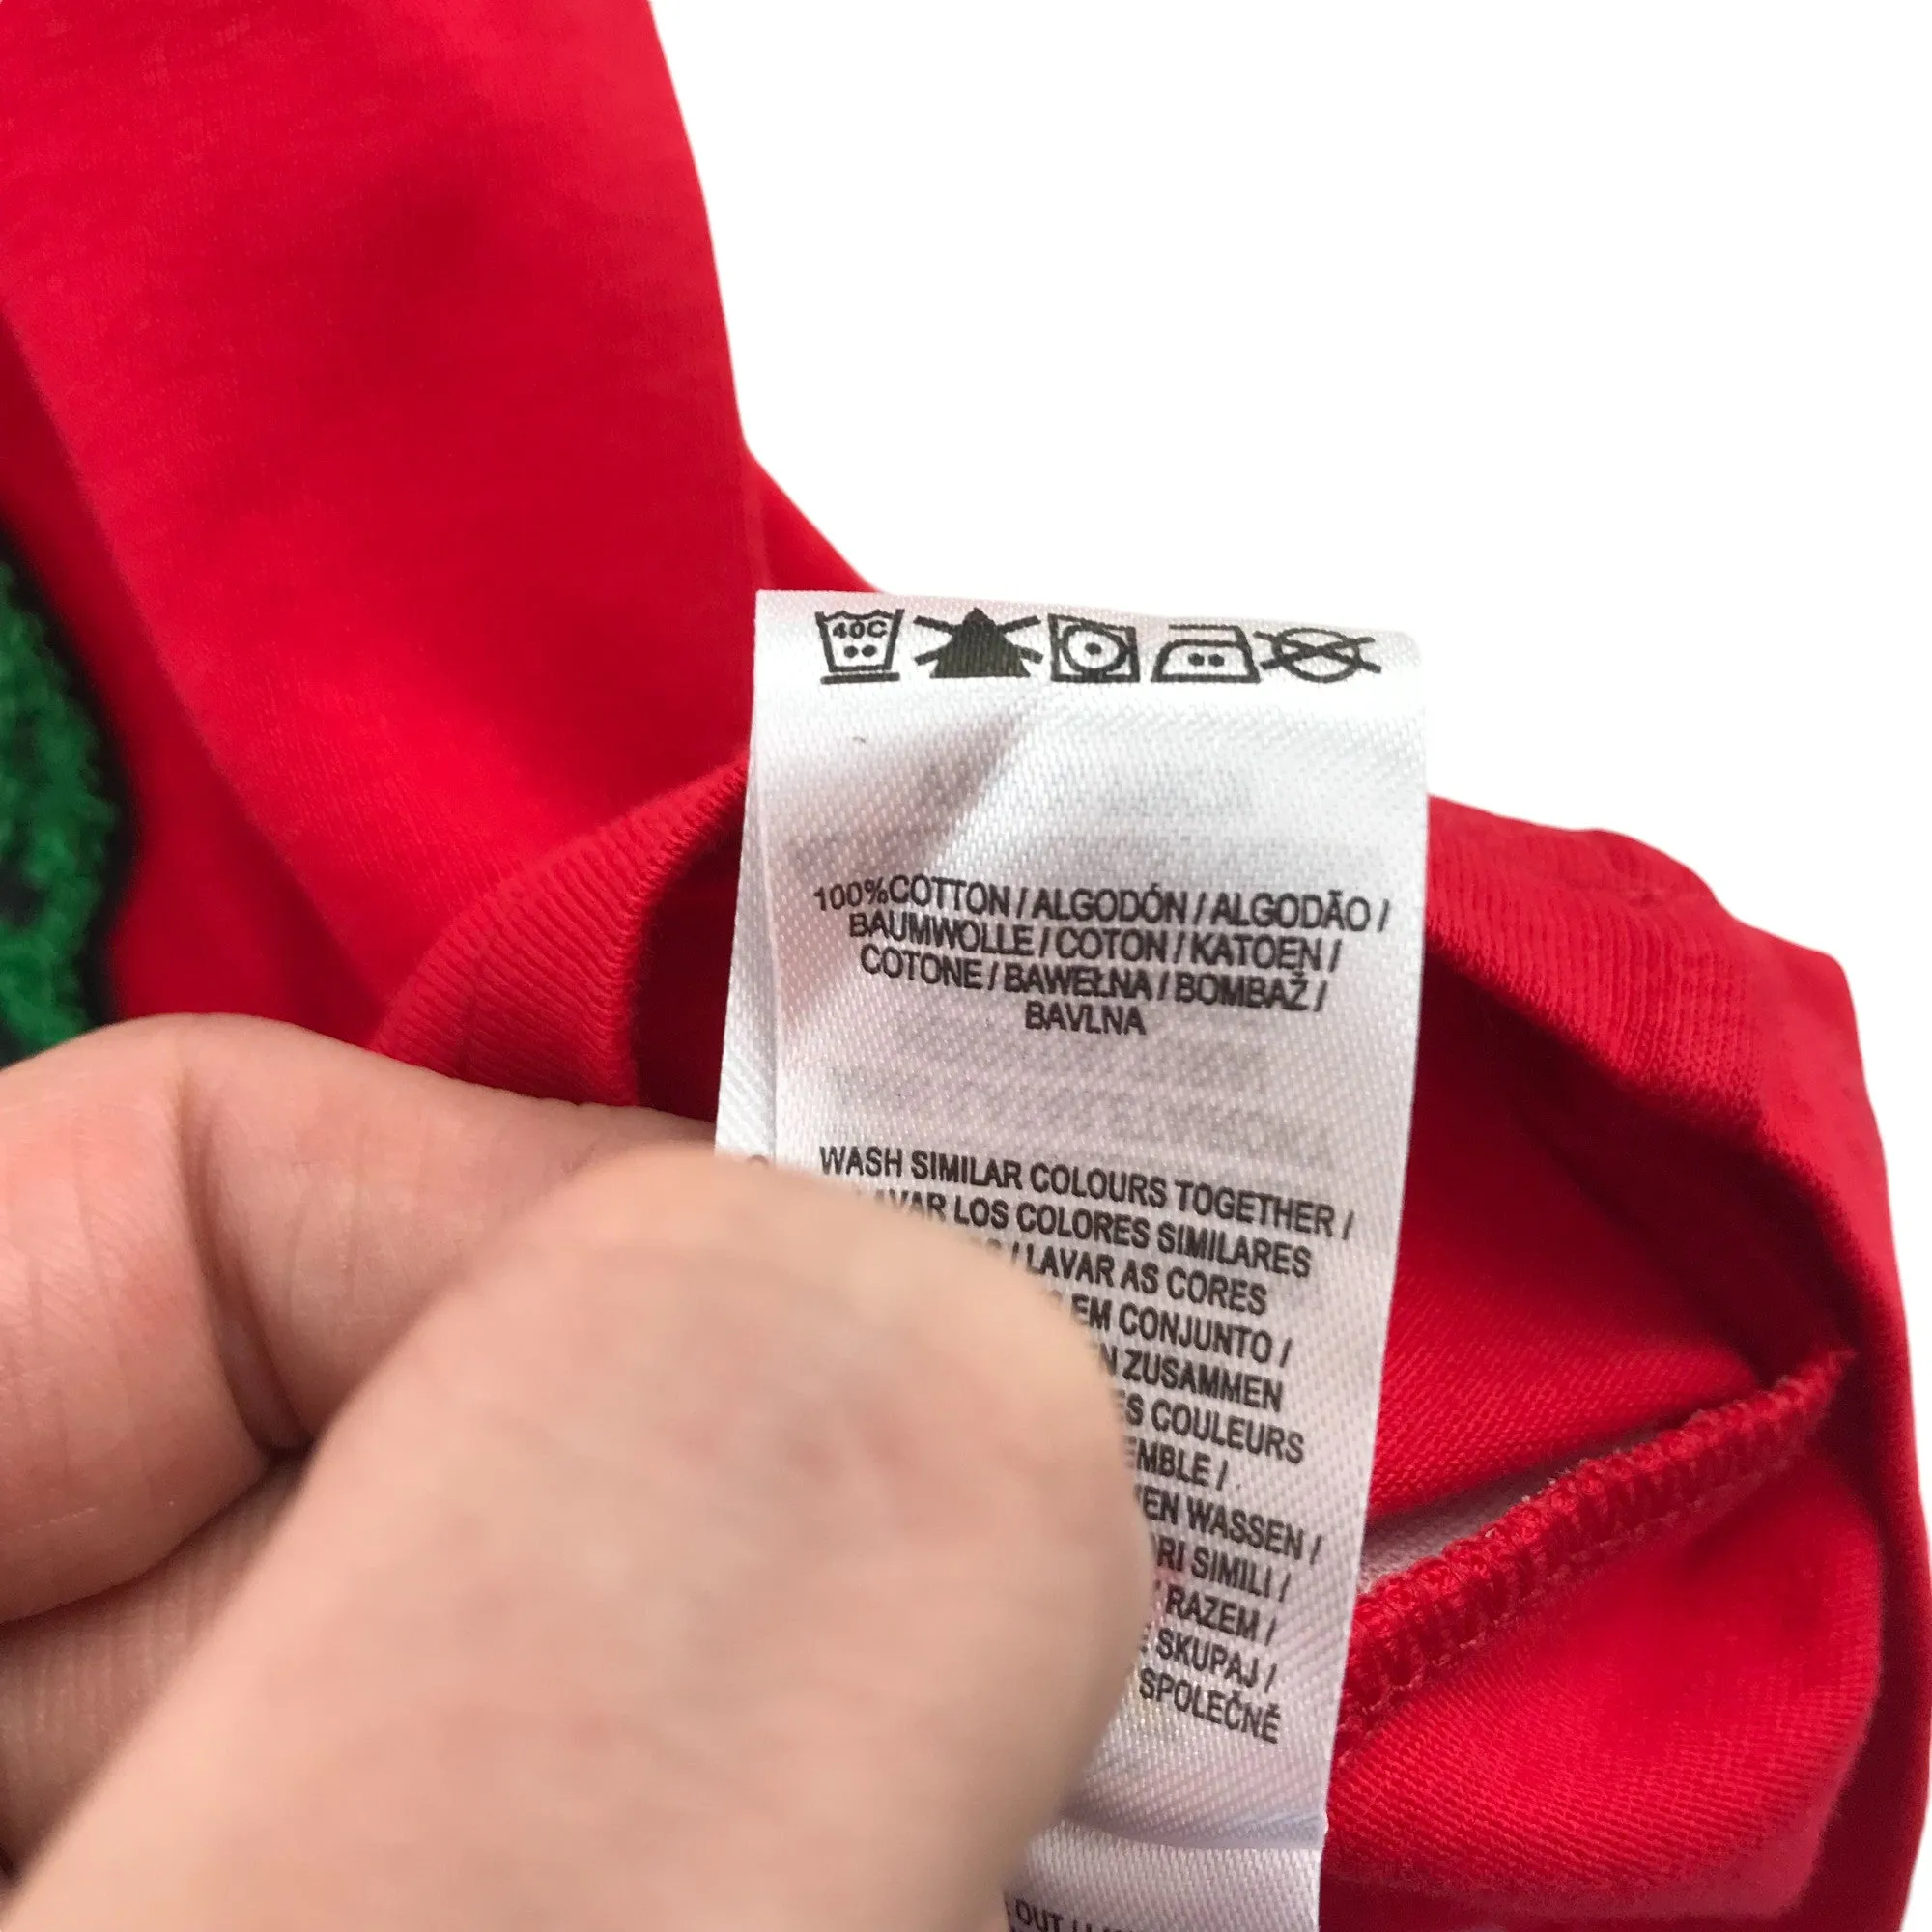 40C
100%COTTON / ALGODÓN / ALGODÃO /
BAUMWOLLE / COTON / KATOEN /
COTONE / BAWEŁNA / BOMBAŽ /
BAVLNA
WASH SIMILAR COLOURS TOGETHER /
LAVAR LOS COLORES SIMILARES
/ LAVAR AS CORES
EM CONJUNTO /
ZUSAMMEN
COULEURS
/
WASSEN /
SIMILI /
RAZEM /
SKUPAJ /
SPOLEČNĚ
OUT /